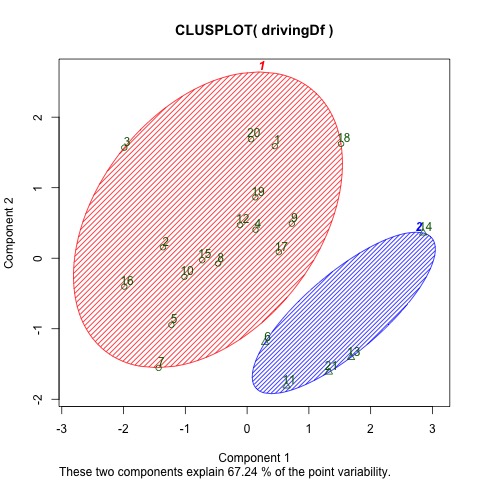 CLUSPLOT( drivingDf )
1
20 1 18
3
19
12 4 9
2 14
2 15 8 17
10
16
5
6
7 21 13
11
Component 2
2
1
0
-1
-2
-3 -2 -1 0 1 2 3
Component 1
These two components explain 67.24 % of the point variability.